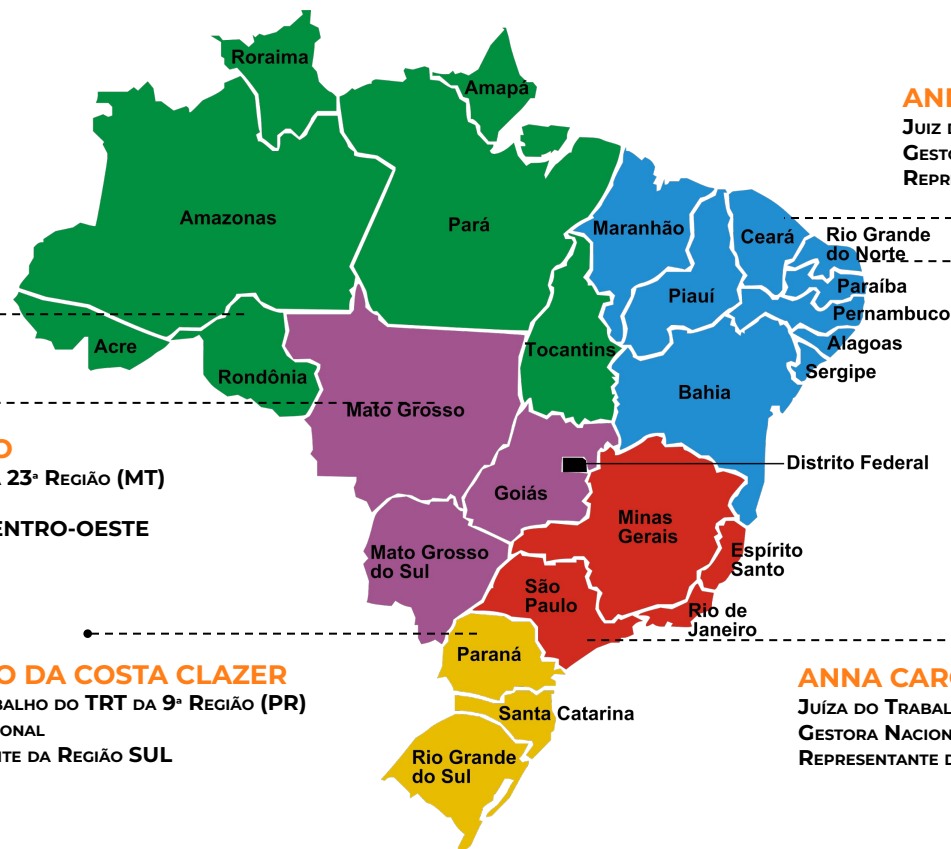 Roraima
Amapá
ANI
JUIZ D
GESTO
REPR
Amazonas
Pará
Maranhão
Ceará
Rio Grande
do Norte
Piauí
Paraíba
Pernambuco
Acre
Rondônia
Tocantins
Alagoas
Sergipe
Mato Grosso
Bahia
O
A 23ª REGIÃO (MT)
ENTRO-OESTE
Goiás
Distrito Federal
Minas
Gerais
Mato Grosso
do Sul
Espírito
Santo
São
Paulo
Rio de
Janeiro
Paraná
O DA COSTA CLAZER
BALHO DO TRT DA 9ª REGIÃO (PR)
ONAL
TE DA REGIÃO SUL
Santa Catarina
Rio Grande
do Sul
ANNA CARO
JUÍZA DO TRABAL
GESTORA NACION
REPRESENTANTE D